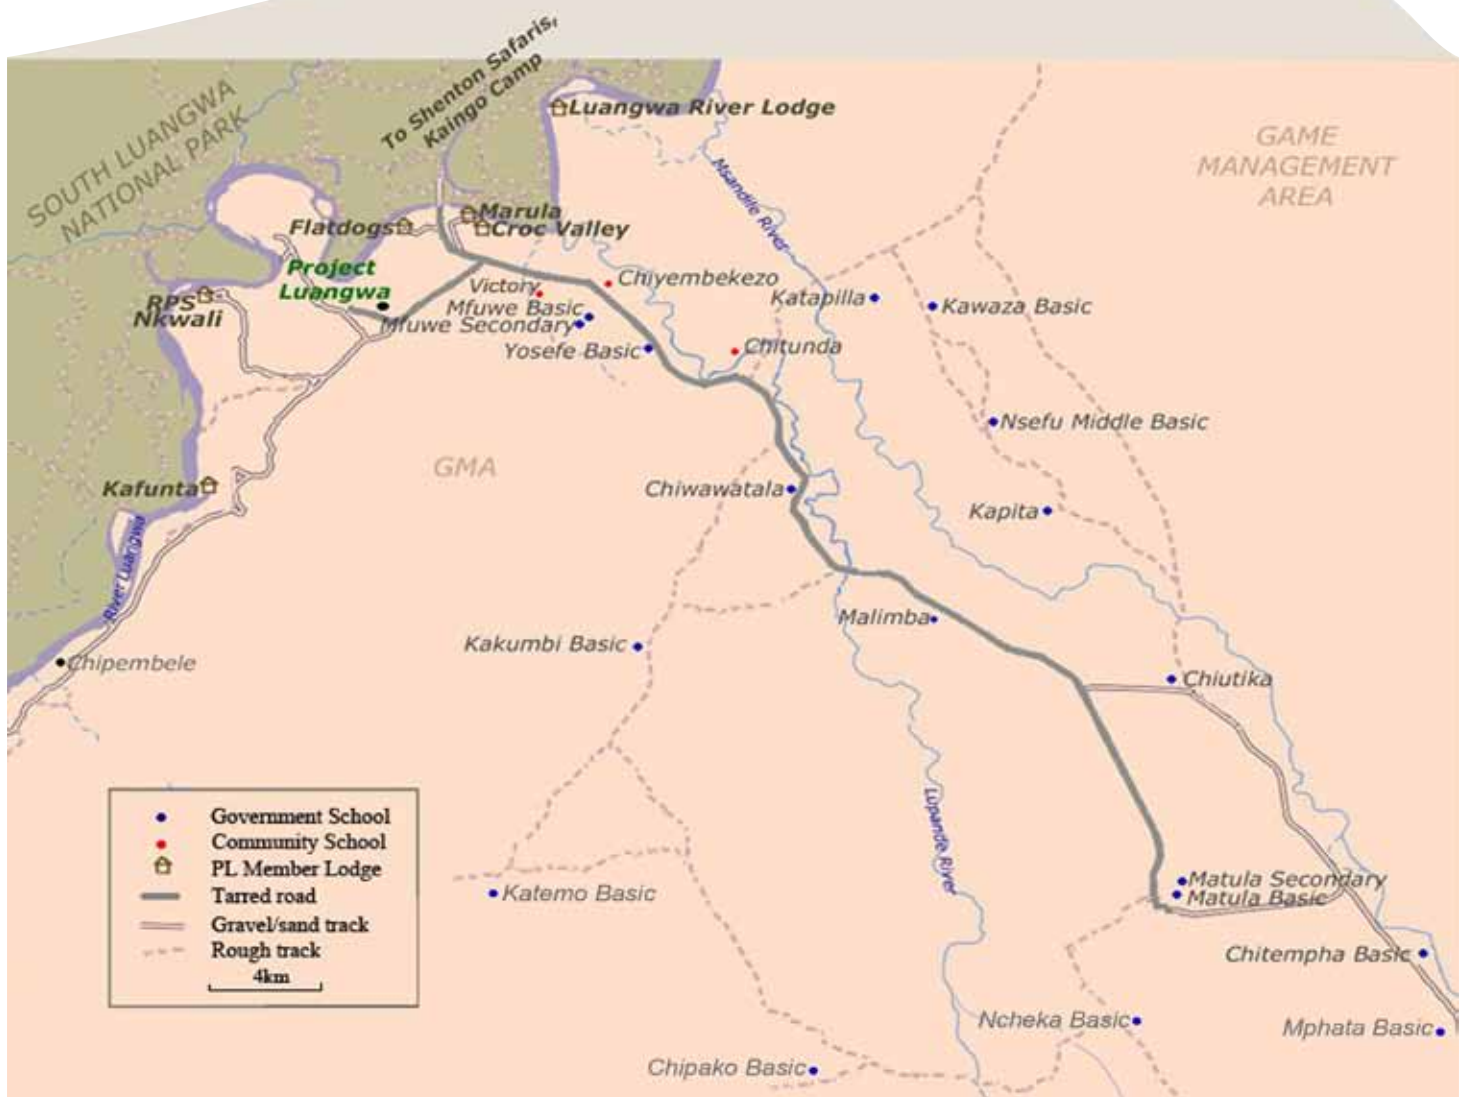 To Shenton Safaris,
Kaingo Camp
SOUTH LUANGWA
NATIONAL PARK
Luangwa River Lodge
GAME
MANAGEMENT
AREA
Msandile River
Marula
Flatdogs
Croc Valley
Project
Luangwa
RPS
Nkwali
Victory
Chiyembekezo
Katapilla
Kawaza Basic
Mfuwe Basic
Mfuwe Secondary
Yosefe Basic
Chitunda
Nsefu Middle Basic
GMA
Kafunta
Chiwawatala
Kapita
River Luangwa
Malimba
Kakumbi Basic
Chipembele
Chiutika
Lupande River
Government School
Community School
PL Member Lodge
Tarred road
Gravel/sand track
Rough track
4km
Katemo Basic
Matula Secondary
Matula Basic
Chitempha Basic
Ncheka Basic
Mphata Basic
Chipako Basic